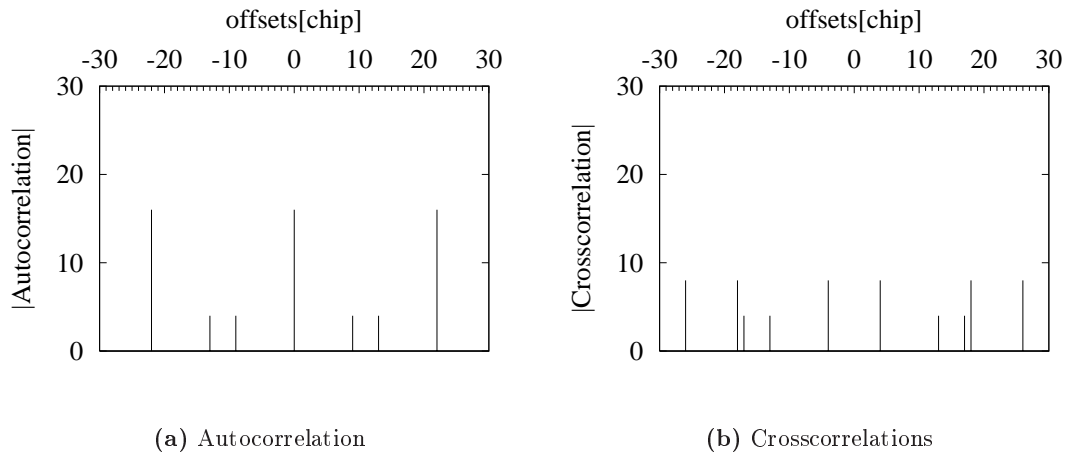 offsets[chip]
-30 -20 -10 0 10 20 30
30
20
10
0
|Autocorrelation|
(a) Autocorrelation
offsets[chip]
-30 -20 -10 0 10 20 30
30
20
10
0
|Crosscorrelation|
(b) Crosscorrelations